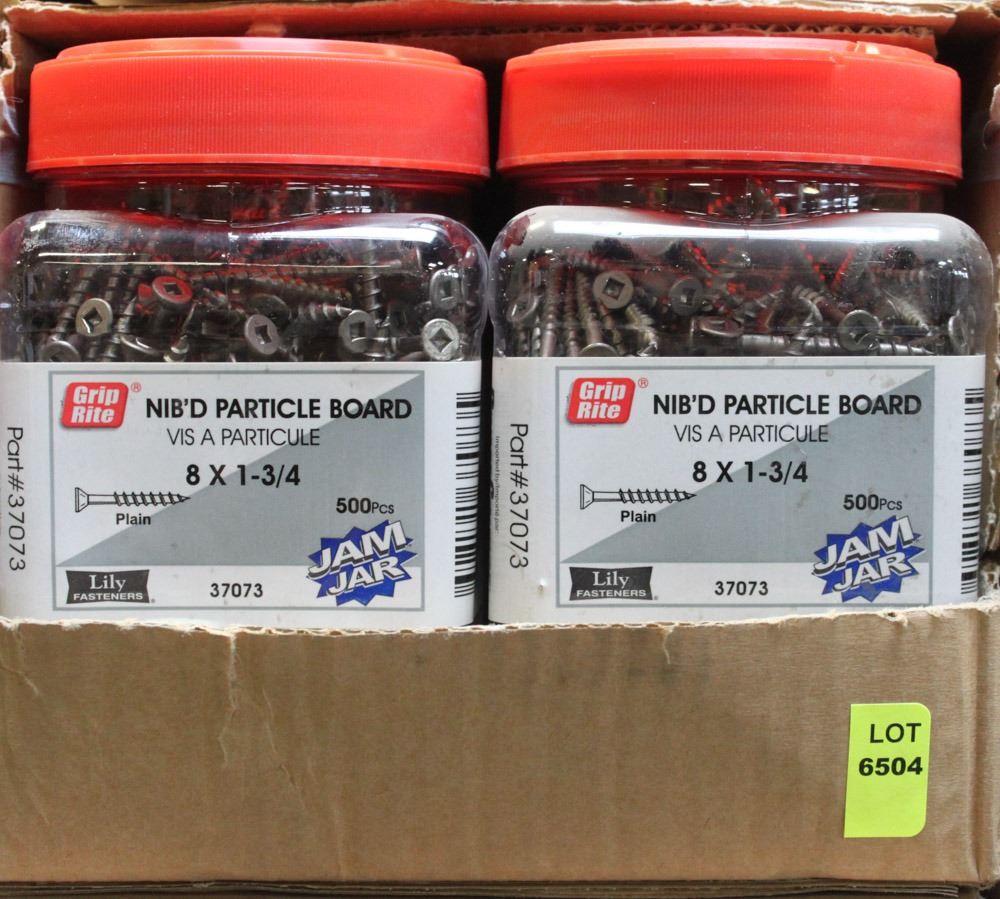 Grip Rite ®
NIB'D PARTICLE BOARD
VIS A PARTICULE
8 X 1-3/4
500PCS
Plain
JAM JAR
Lily FASTENERS
37073
Part#37073
Grip Rite ®
NIB'D PARTICLE BOARD
VIS A PARTICULE
8 X 1-3/4
500PCS
Plain
JAM JAR
Lily FASTENERS
37073
Part#37073
LOT
6504